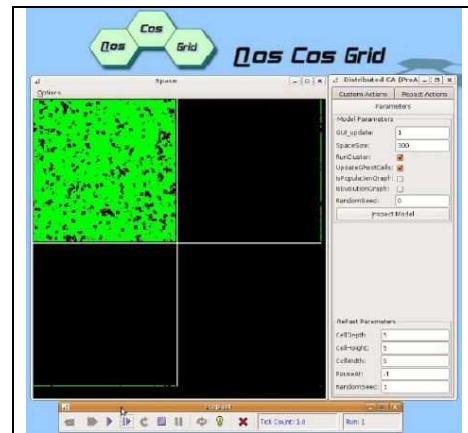 Cos
Qos
Grid
Qos Cos Grid
Space
Options
Distributed CA (ProA
Custom Actions
Repast Actions
Parameters
Model Parameters
GUI_update: 1
SpaceSize: 300
RunCluster:
UpdateGhostCells:
IsPopulationGraph:
IsEvolutionGraph:
RandomSeed: 0
Inspect Model
RePast Parameters
CellDepth: 5
CellHeight: 5
CellWidth: 5
PauseAt: -1
RandomSeed: 1
Repast
Tick Count: 1.0
Run: 1